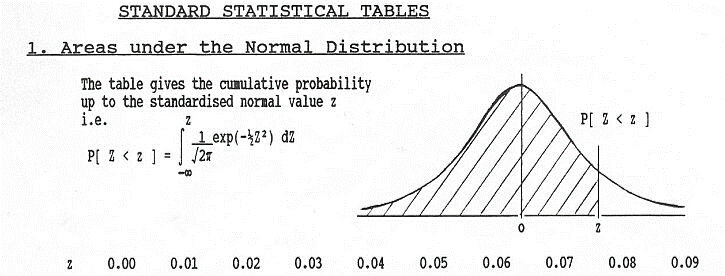 STANDARD STATISTICAL TABLES
1. Areas under the Normal Distribution
The table gives the cumulative probability
up to the standardised normal value z
i.e.
z
P[ Z < z ] = ∫ 1/√2π exp(-½Z²) dZ
-∞
P[ Z < z ]
0 z
z 0.00 0.01 0.02 0.03 0.04 0.05 0.06 0.07 0.08 0.09